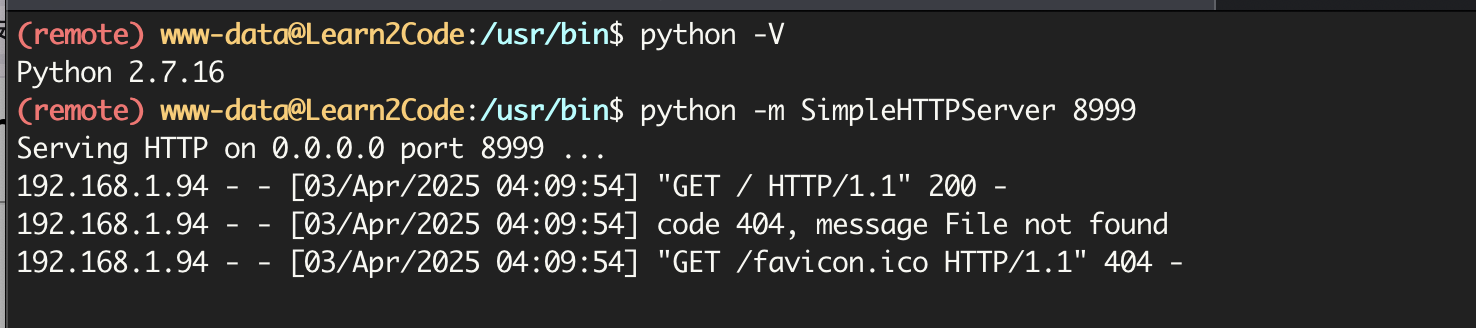 (remote) www-data@Learn2Code:/usr/bin$ python -V
Python 2.7.16
(remote) www-data@Learn2Code:/usr/bin$ python -m SimpleHTTPServer 8999
Serving HTTP on 0.0.0.0 port 8999 ...
192.168.1.94 - - [03/Apr/2025 04:09:54] "GET / HTTP/1.1" 200 -
192.168.1.94 - - [03/Apr/2025 04:09:54] code 404, message File not found
192.168.1.94 - - [03/Apr/2025 04:09:54] "GET /favicon.ico HTTP/1.1" 404 -